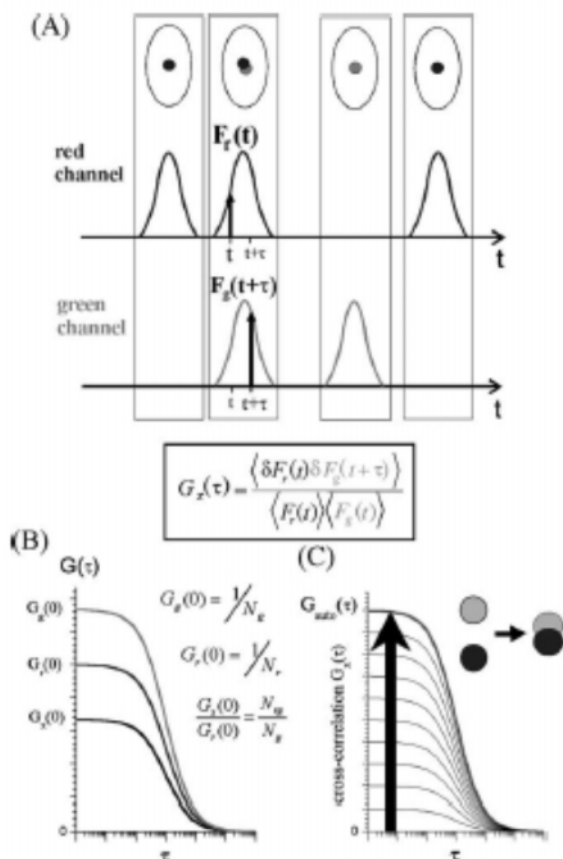 (A)
F_r(t)
red
channel
t t+τ
t
F_g(t+τ)
green
channel
t t+τ
t
G_x(τ) = ⟨δF_r(t)δF_g(t+τ)⟩ / ⟨F_r(t)⟩⟨F_g(t)⟩
(B)
G(τ)
G_g(0)
G_r(0)
G_x(0)
0
τ
G_g(0) = 1/N_g
G_r(0) = 1/N_r
G_x(0)/G_r(0) = /N_g
(C)
G_auto(τ)
cross-correlation G_x(τ)
0
τ